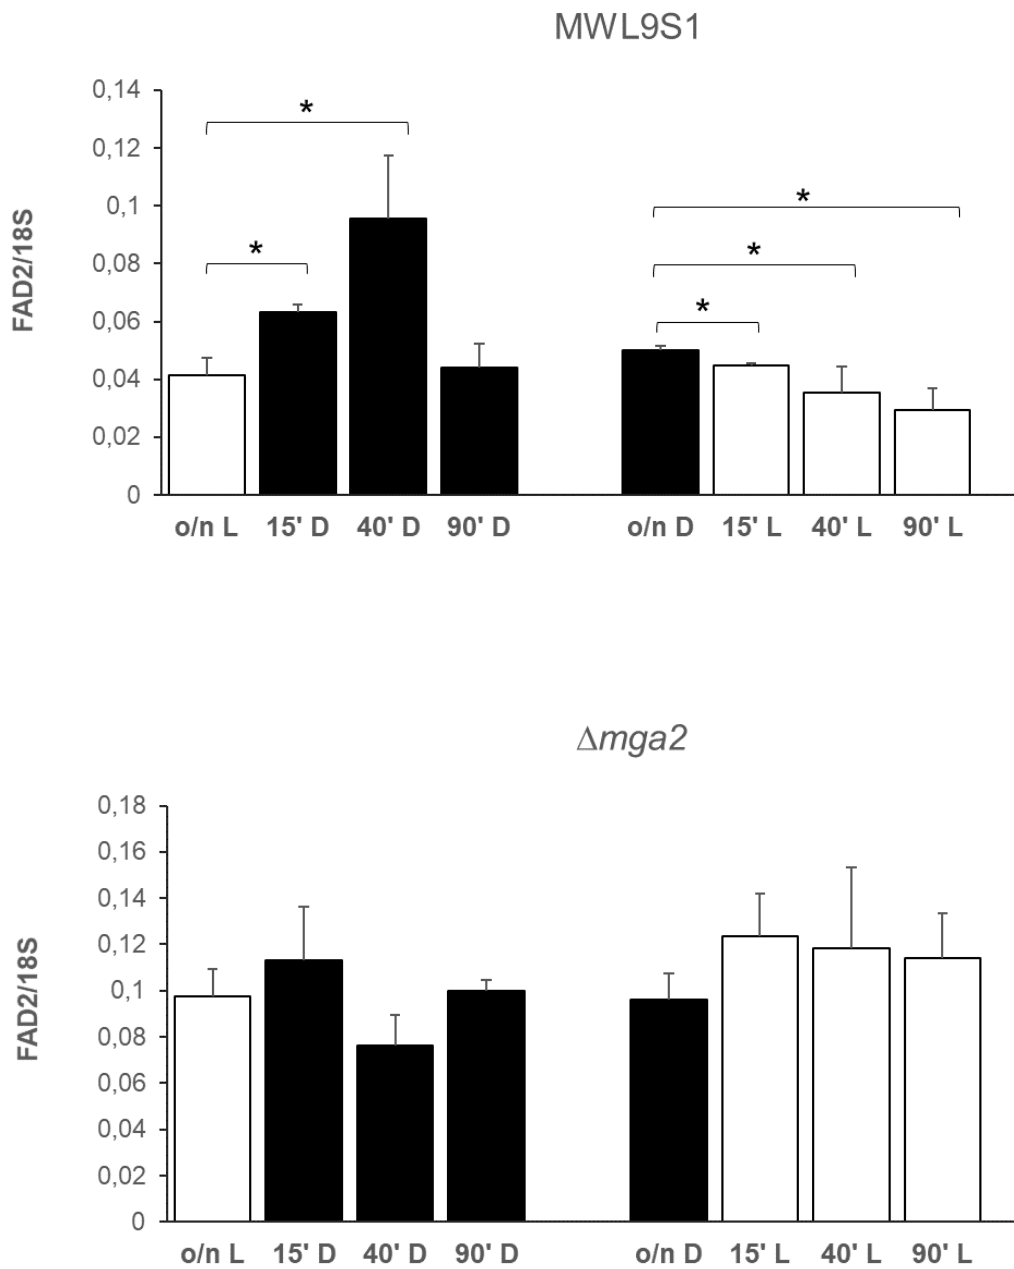 MWL9S1
0,14
0,12
0,1
0,08
0,06
0,04
0,02
0
FAD2/18S
* * * * *
o/n L 15' D 40' D 90' D o/n D 15' L 40' L 90' L
Δmga2
0,18
0,16
0,14
0,12
0,1
0,08
0,06
0,04
0,02
0
FAD2/18S
o/n L 15' D 40' D 90' D o/n D 15' L 40' L 90' L